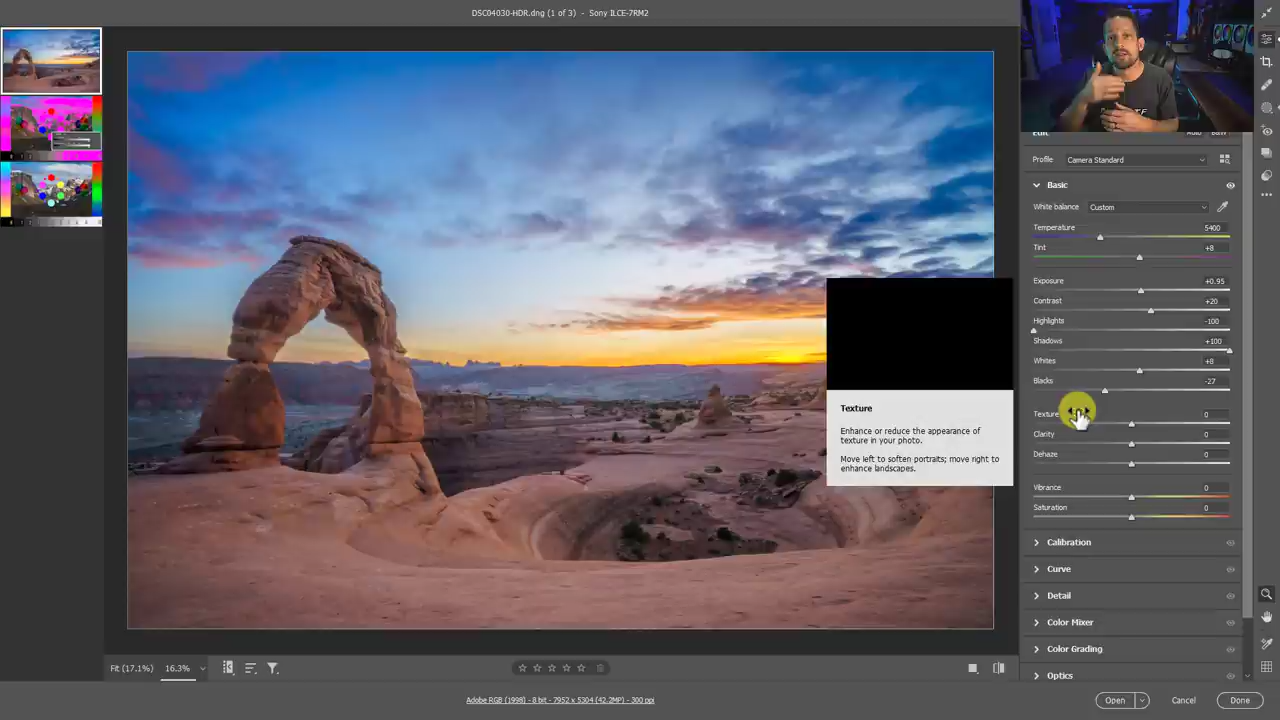 DSC04030-HDR.dng (1 of 3) - Sony ILCE-7RM2
Edit Auto B&W
Profile Camera Standard
Basic
White balance Custom
Temperature 5400
Tint +8
Exposure +0.95
Contrast +20
Highlights -100
Shadows +100
Whites +8
Blacks -27
Texture 0
Clarity 0
Dehaze 0
Vibrance 0
Saturation 0
Texture
Enhance or reduce the appearance of
texture in your photo.
Move left to soften portraits; move right to
enhance landscapes.
Calibration
Curve
Detail
Color Mixer
Color Grading
Optics
Fit (17.1%) 16.3%
Adobe RGB (1998) - 8 bit - 7952 x 5304 (42.2MP) - 300 ppi
Open Cancel Done